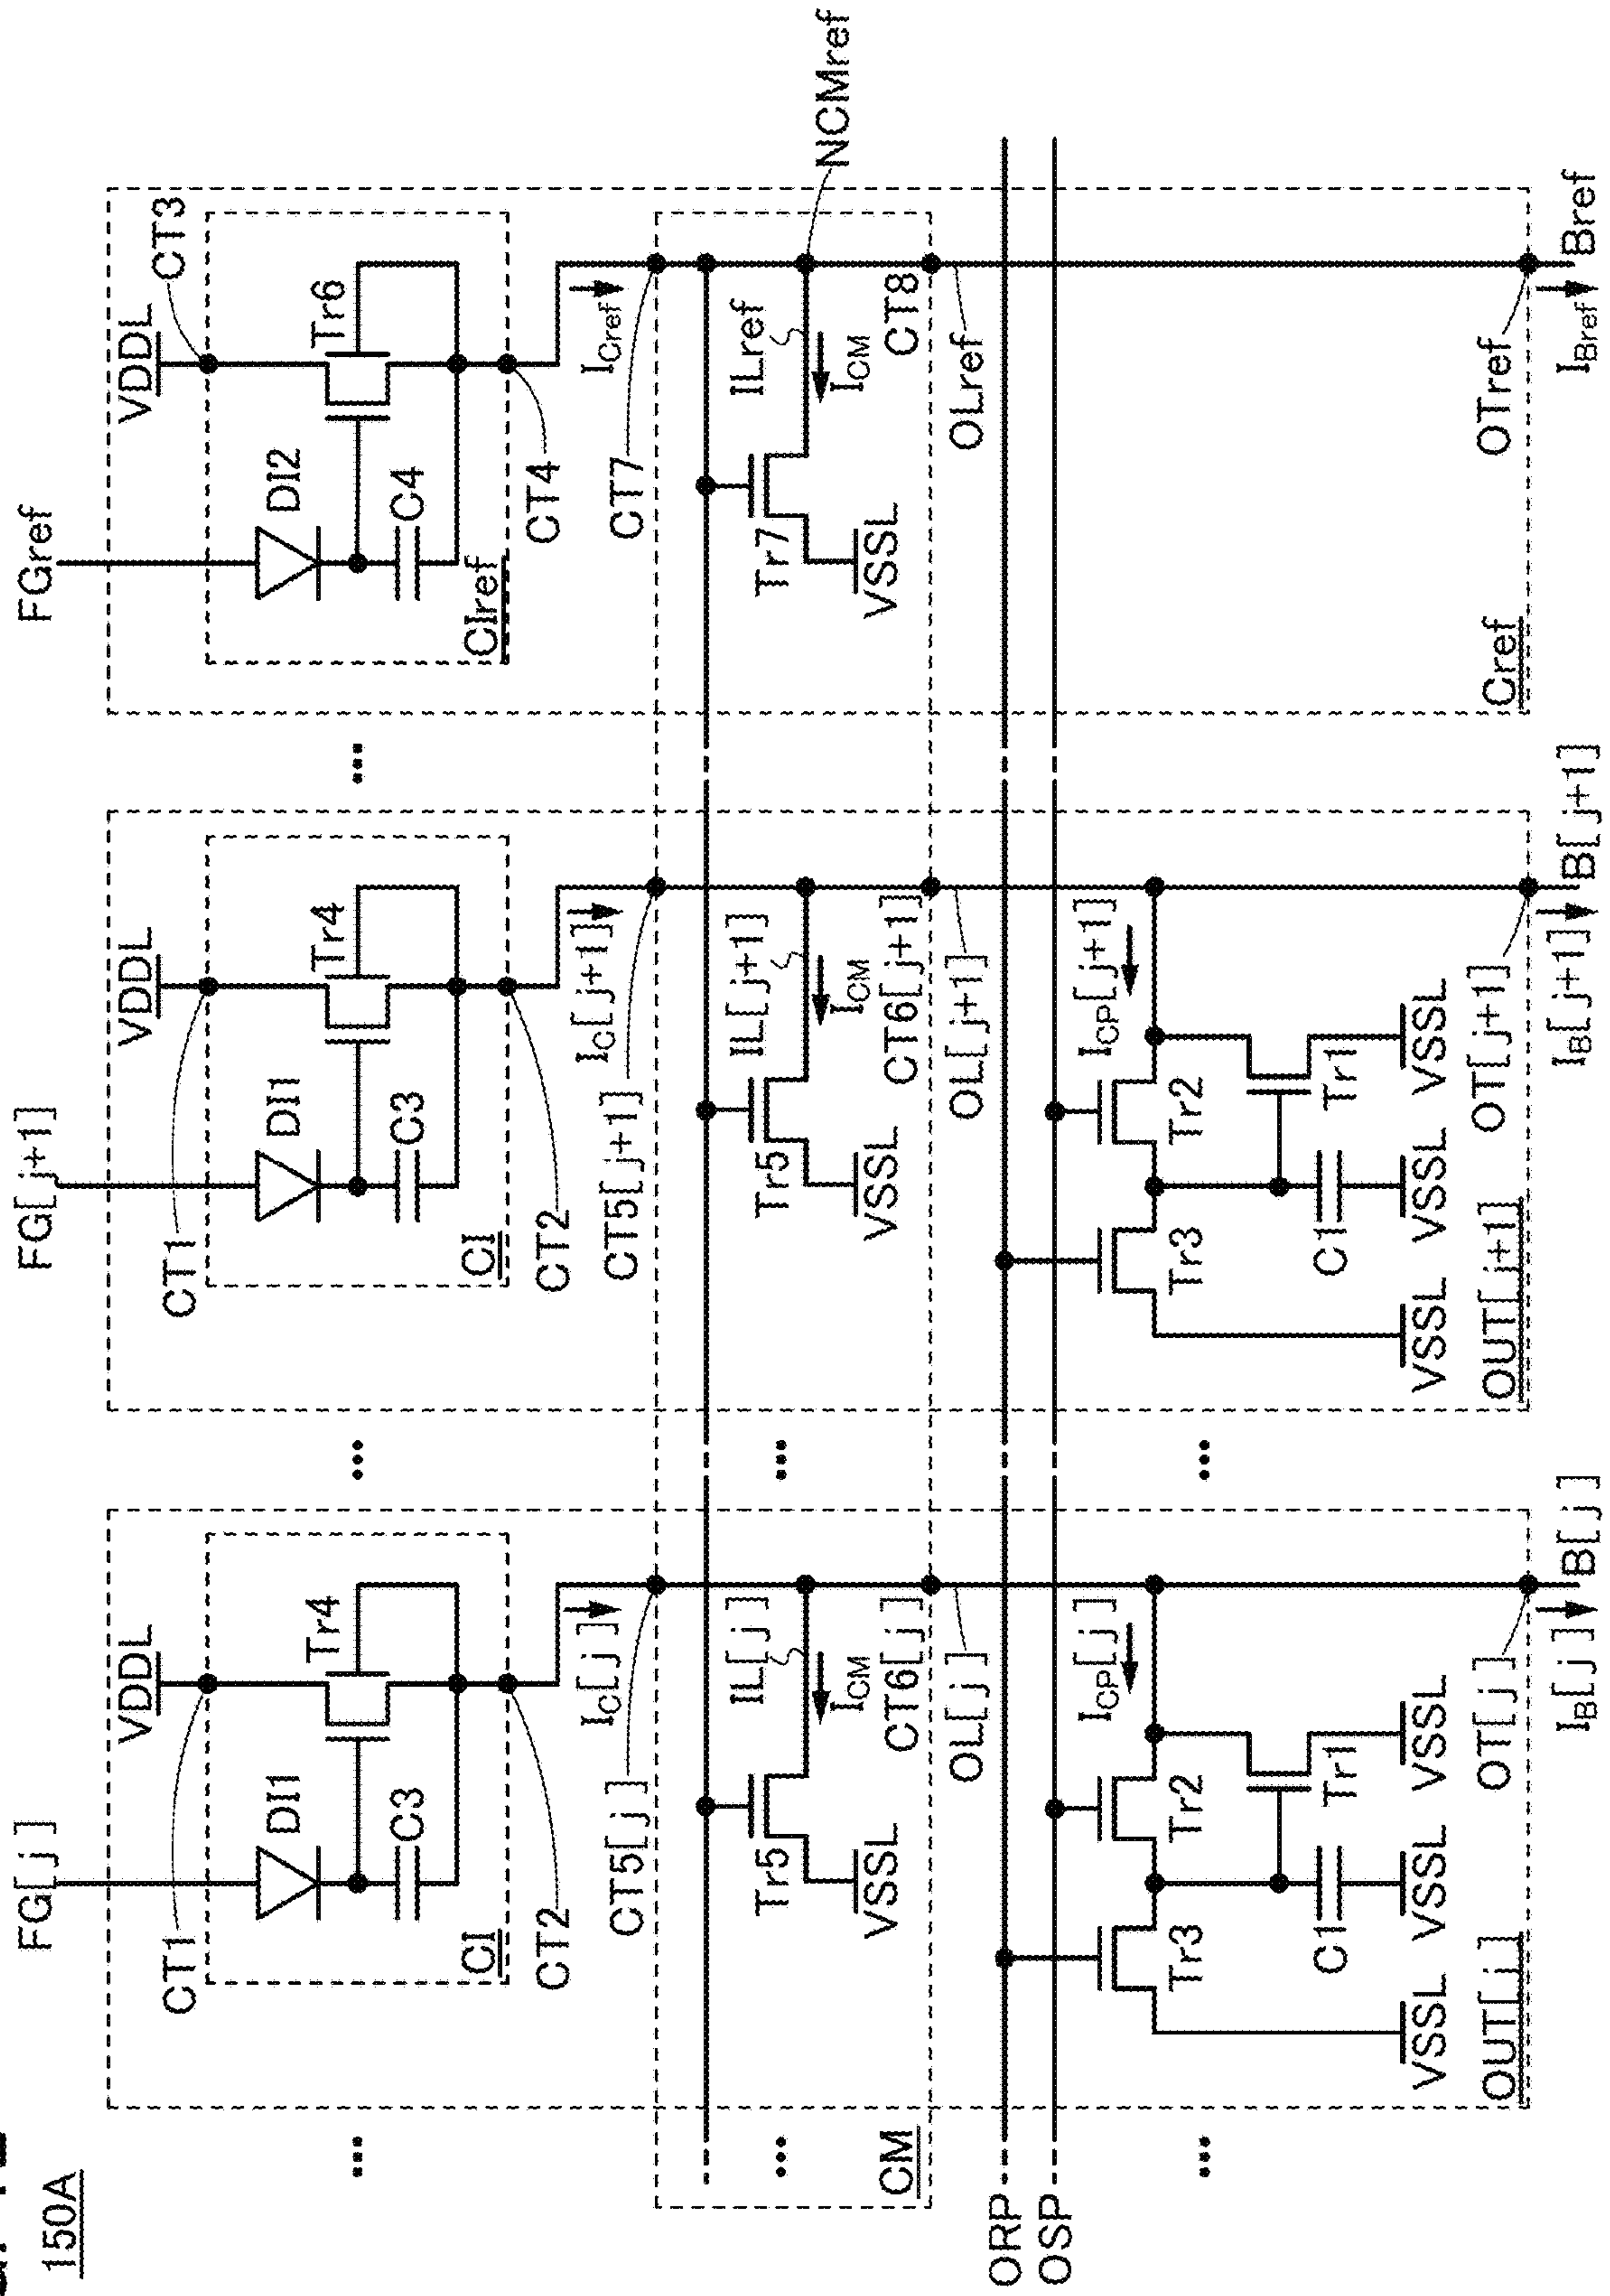 150A
FG[j]
FG[j+1]
FGref
VDDL
VDDL
VDDL
CT1
CT1
CT3
DI1
Tr4
DI1
Tr4
DI2
Tr6
C3
C3
C4
CI
CI
CIref
CT2
CT2
CT4
IC[j]
IC[j+1]
ICref
CT5[j]
CT5[j+1]
CT7
IL[j]
IL[j+1]
ILref
NCMref
Tr5
ICM
Tr5
ICM
Tr7
ICM
VSSL
VSSL
VSSL
CM
CT6[j]
CT6[j+1]
CT8
OL[j]
OL[j+1]
OLref
ORP
OSP
ICP[j]
ICP[j+1]
Tr3
Tr2
Tr3
Tr2
C1
Tr1
C1
Tr1
VSSL
VSSL
VSSL
VSSL
VSSL
VSSL
OUT[j]
OT[j]
OUT[j+1]
OT[j+1]
Cref
OTref
IB[j]
B[j]
IB[j+1]
B[j+1]
IBref
Bref